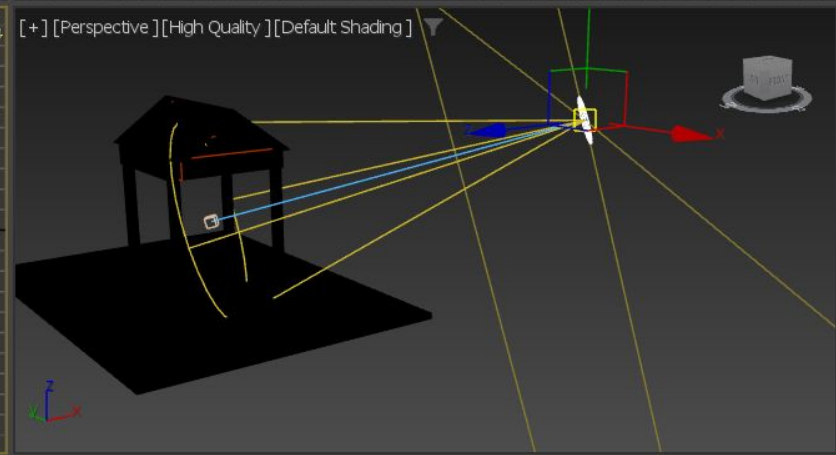 [+] [Perspective ] [High Quality ] [Default Shading ]
z
x
z
y
x